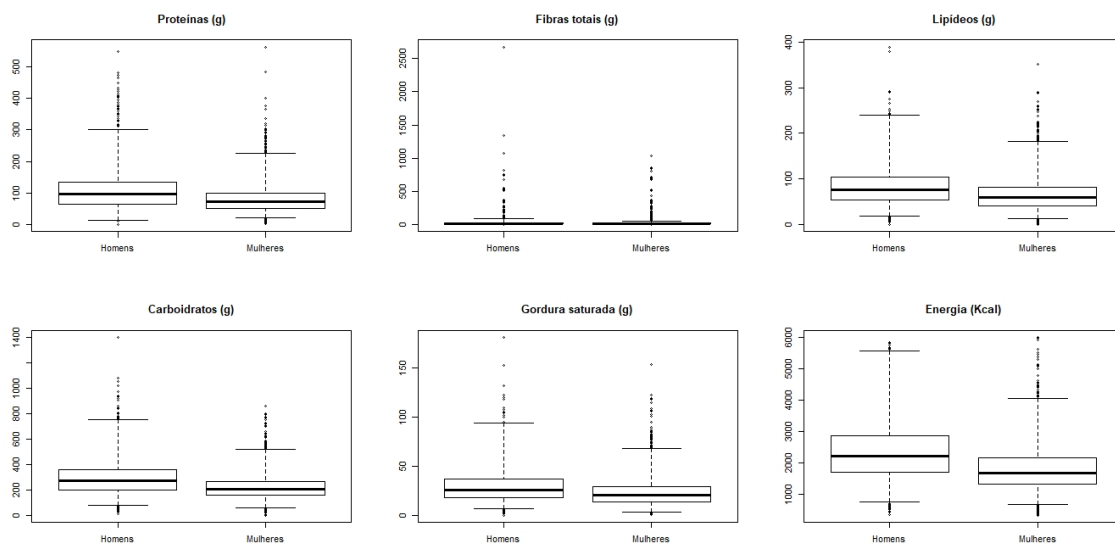 Proteínas (g)
500
400
300
200
100
0
Homens
Mulheres
Fibras totais (g)
2500
2000
1500
1000
500
0
Homens
Mulheres
Lipídeos (g)
400
300
200
100
0
Homens
Mulheres
Carboidratos (g)
1400
1000
800
600
400
200
0
Homens
Mulheres
Gordura saturada (g)
150
100
50
0
Homens
Mulheres
Energia (Kcal)
6000
5000
4000
3000
2000
1000
Homens
Mulheres